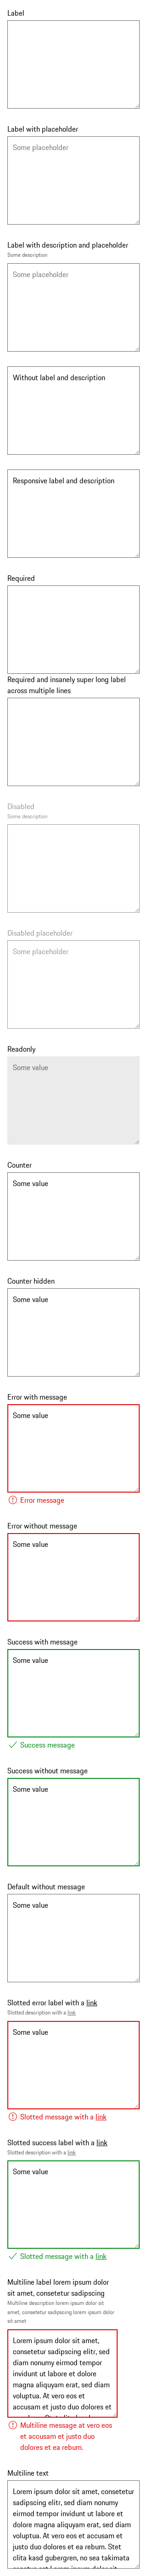 Label
Label with placeholder
Some placeholder
Label with description and placeholder
Some description
Some placeholder
Without label and description
Responsive label and description
Required
Required and insanely super long label
across multiple lines
Disabled
Some description
Disabled placeholder
Some placeholder
Readonly
Some value
Counter
Some value
Counter hidden
Some value
Error with message
Some value
Error message
Error without message
Some value
Success with message
Some value
Success message
Success without message
Some value
Default without message
Some value
Slotted error label with a link
Slotted description with a link
Some value
Slotted message with a link
Slotted success label with a link
Slotted description with a link
Some value
Slotted message with a link
Multiline label lorem ipsum dolor
sit amet, consetetur sadipscing
Multiline description lorem ipsum dolor sit
amet, consetetur sadipscing lorem ipsum dolor
sit amet
Lorem ipsum dolor sit amet,
consetetur sadipscing elitr, sed
diam nonumy eirmod tempor
invidunt ut labore et dolore
magna aliquyam erat, sed diam
voluptua. At vero eos et
accusam et justo duo dolores et
Multiline message at vero eos
et accusam et justo duo
dolores et ea rebum.
Multiline text
Lorem ipsum dolor sit amet, consetetur
sadipscing elitr, sed diam nonumy
eirmod tempor invidunt ut labore et
dolore magna aliquyam erat, sed diam
voluptua. At vero eos et accusam et
justo duo dolores et ea rebum. Stet
clita kasd gubergren, no sea takimata